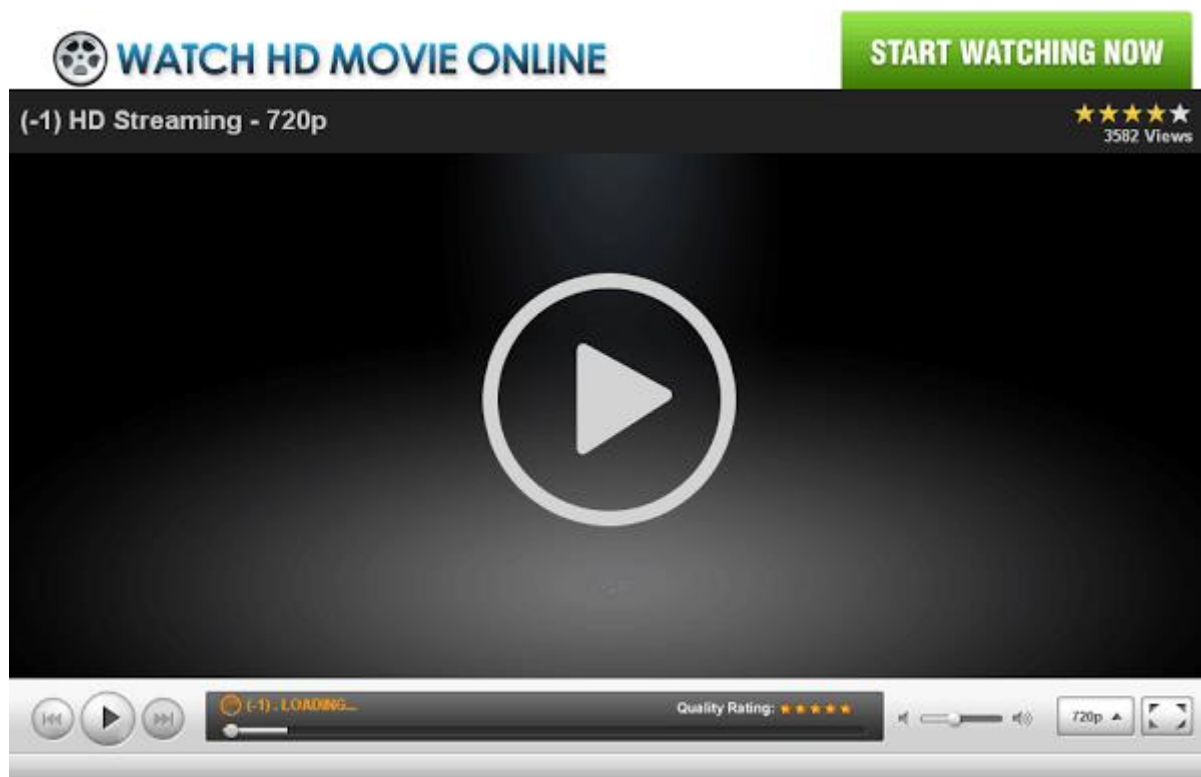 WATCH HD MOVIE ONLINE
START WATCHING NOW
(-1) HD Streaming - 720p
3582 Views
(-1) : LOADING...
Quality Rating:
720p